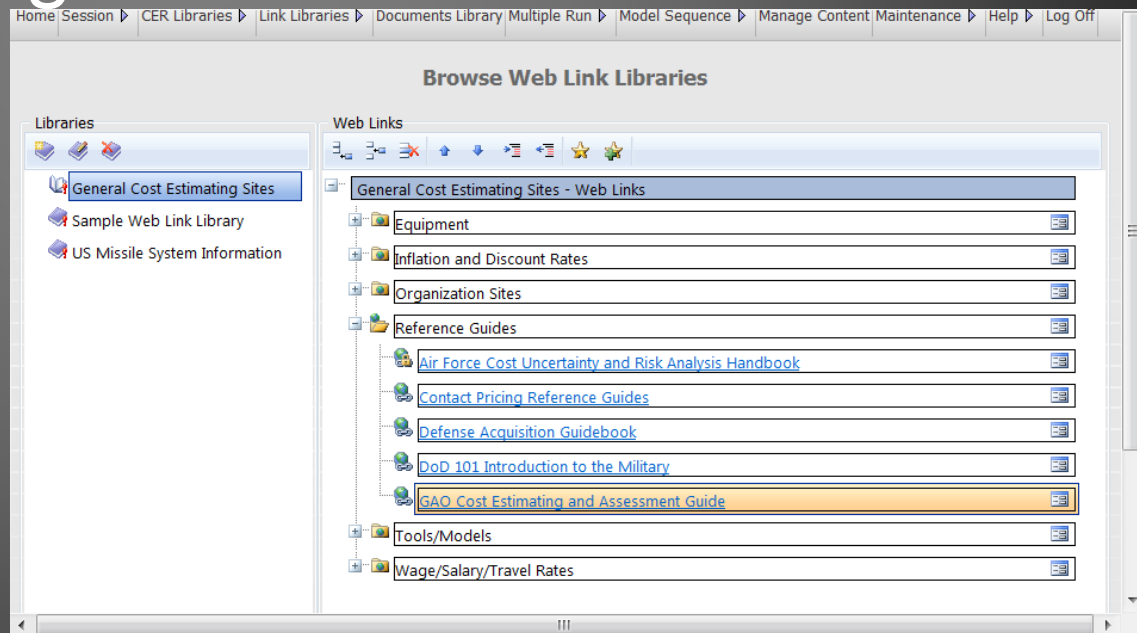 Home Session CER Libraries Link Libraries Documents Library Multiple Run Model Sequence Manage Content Maintenance Help Log Off
Browse Web Link Libraries
Libraries
Web Links
General Cost Estimating Sites
Sample Web Link Library
US Missile System Information
General Cost Estimating Sites - Web Links
Equipment
Inflation and Discount Rates
Organization Sites
Reference Guides
Air Force Cost Uncertainty and Risk Analysis Handbook
Contact Pricing Reference Guides
Defense Acquisition Guidebook
DoD 101 Introduction to the Military
GAO Cost Estimating and Assessment Guide
Tools/Models
Wage/Salary/Travel Rates